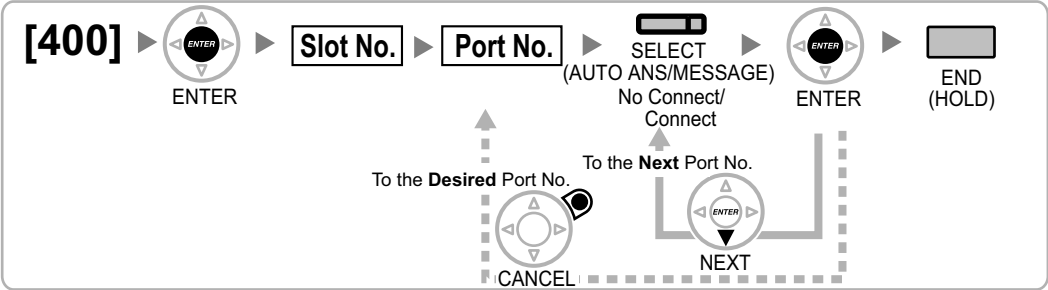 [400]
ENTER
ENTER
Slot No.
Port No.
SELECT
(AUTO ANS/MESSAGE)
No Connect/
Connect
ENTER
ENTER
END
(HOLD)
To the Desired Port No.
CANCEL
To the Next Port No.
ENTER
NEXT